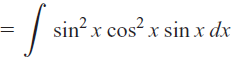 = ∫ sin² x cos² x sin x dx